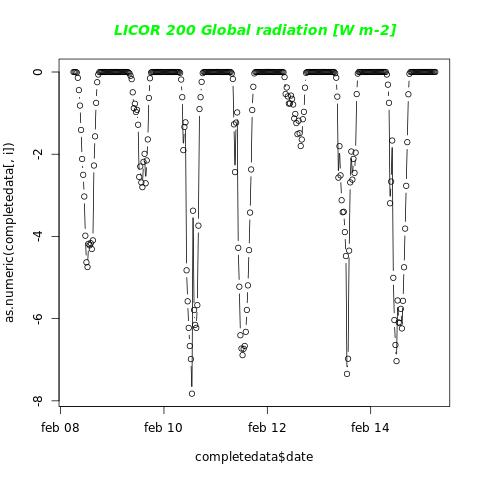 LICOR 200 Global radiation [W m-2]
as.numeric(completedata[, i])
0
-2
-4
-6
-8
feb 08
feb 10
feb 12
feb 14
completedata$date